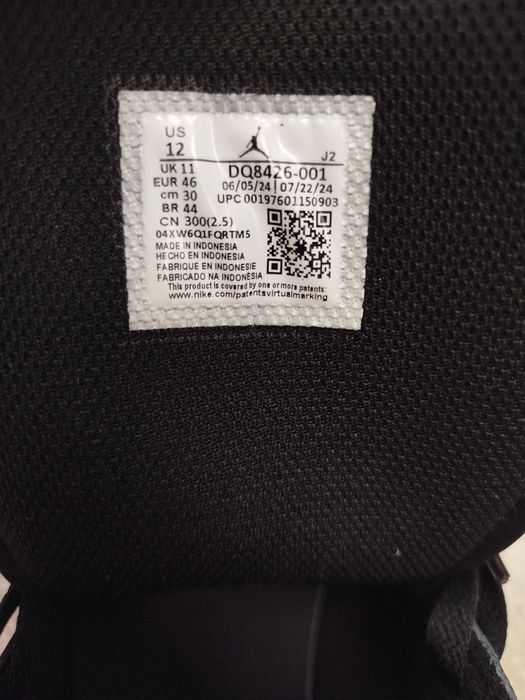 US
12
J2
UK 11
DQ8426-001
EUR 46
06/05/24 | 07/22/24
cm 30
UPC 00197601150903
BR 44
CN 300(2.5)
04XW6Q1FQRTM5
MADE IN INDONESIA
HECHO EN INDONESIA
FABRIQUE EN INDONESIE
FABRICADO NA INDONÉSIA
This product is covered by one or more patents:
www.nike.com/patentsvirtualmarking